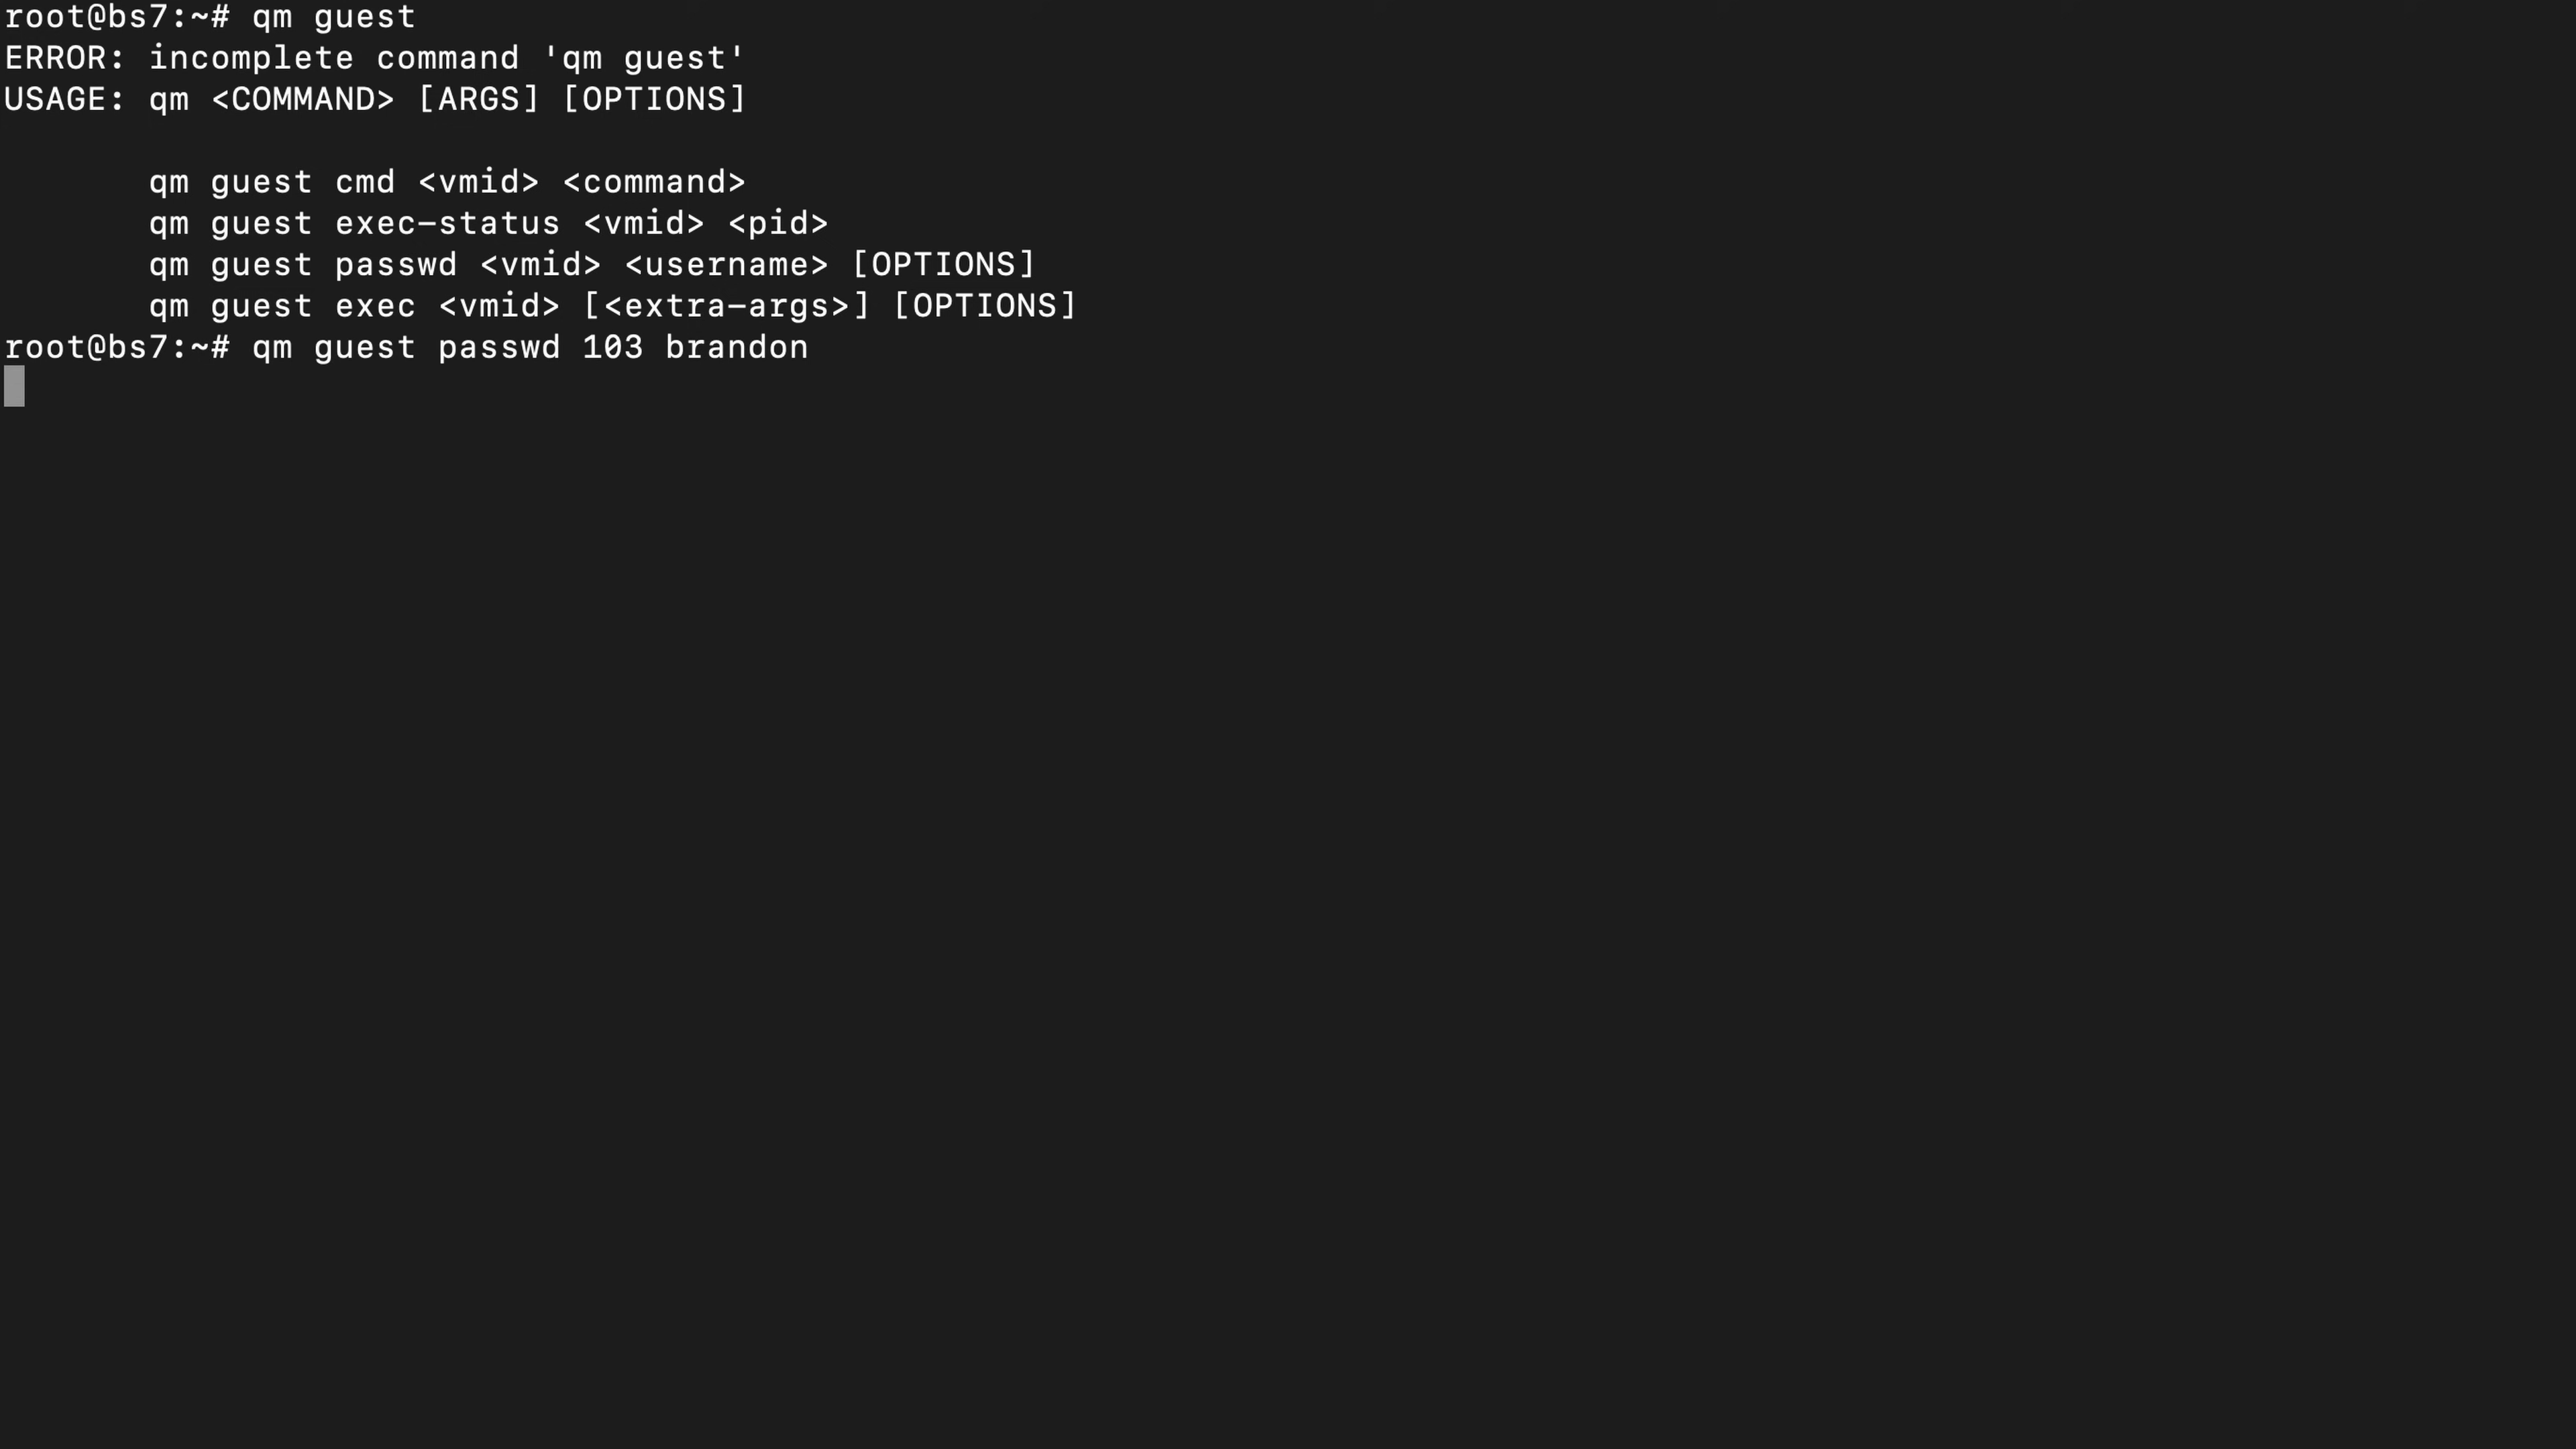 root@bs7:~# qm guest
ERROR: incomplete command 'qm guest'
USAGE: qm <COMMAND> [ARGS] [OPTIONS]

       qm guest cmd <vmid> <command>
       qm guest exec-status <vmid> <pid>
       qm guest passwd <vmid> <username> [OPTIONS]
       qm guest exec <vmid> [<extra-args>] [OPTIONS]
root@bs7:~# qm guest passwd 103 brandon